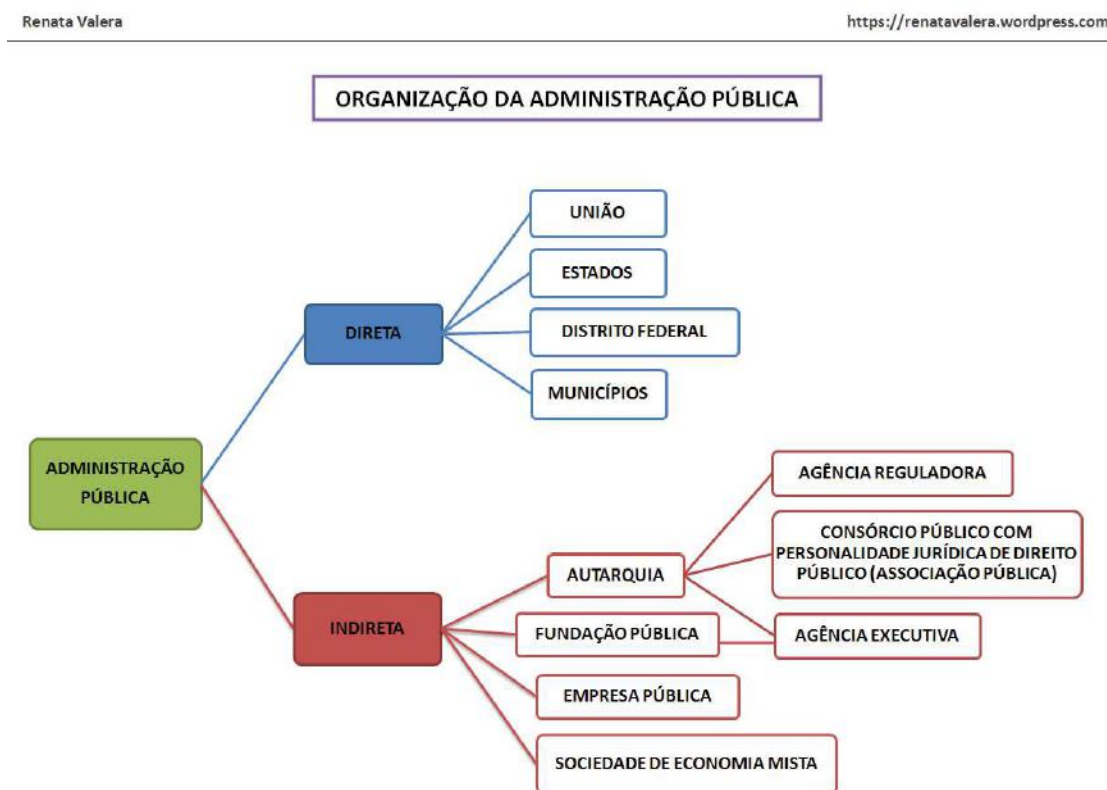 Renata Valera
https://renatavalera.wordpress.com
ORGANIZAÇÃO DA ADMINISTRAÇÃO PÚBLICA
UNIÃO
ESTADOS
DIRETA
DISTRITO FEDERAL
MUNICÍPIOS
ADMINISTRAÇÃO
PÚBLICA
AGÊNCIA REGULADORA
CONSÓRCIO PÚBLICO COM
PERSONALIDADE JURÍDICA DE DIREITO
PÚBLICO (ASSOCIAÇÃO PÚBLICA)
AUTARQUIA
INDIRETA
FUNDAÇÃO PÚBLICA
AGÊNCIA EXECUTIVA
EMPRESA PÚBLICA
SOCIEDADE DE ECONOMIA MISTA